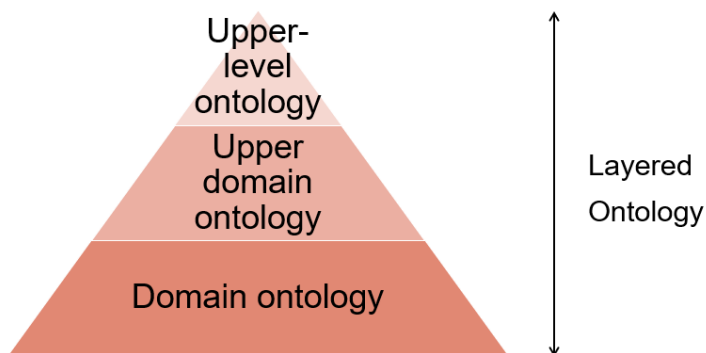 Upper-
level
ontology
Upper
domain
ontology
Domain ontology
Layered
Ontology